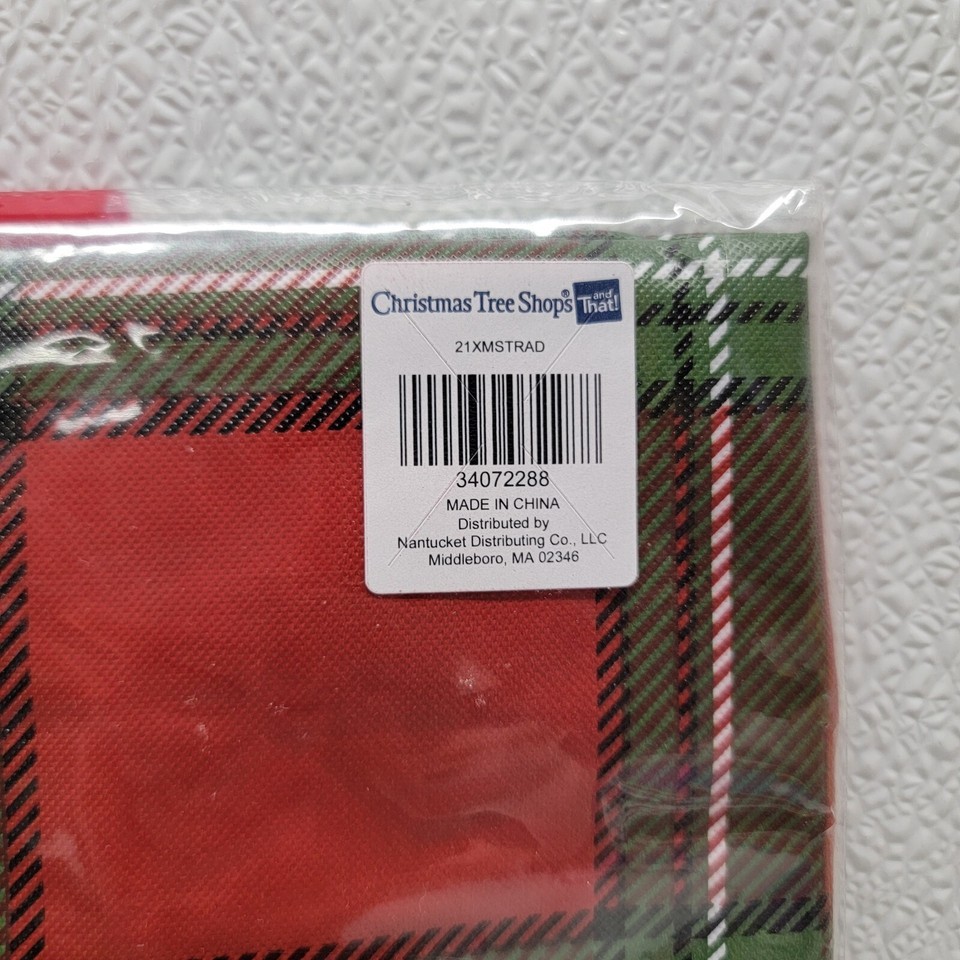 Christmas Tree Shops® and That!
21XMSTRAD
34072288
MADE IN CHINA
Distributed by
Nantucket Distributing Co., LLC
Middleboro, MA 02346